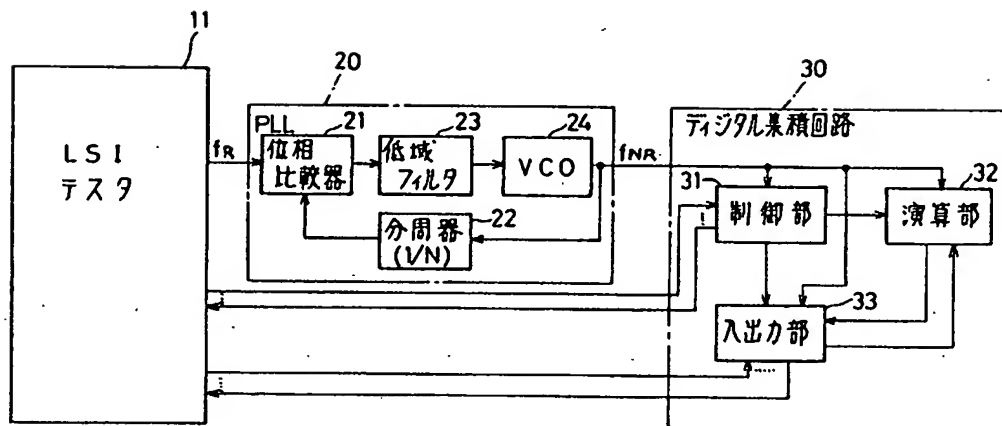 11
LSI
テスタ
fR
20
PLL
21
位相
比較器
23
低域
フィルタ
24
VCO
22
分周器
(1/N)
fNR
30
ディジタル集積回路
31
制御部
32
演算部
33
入出力部